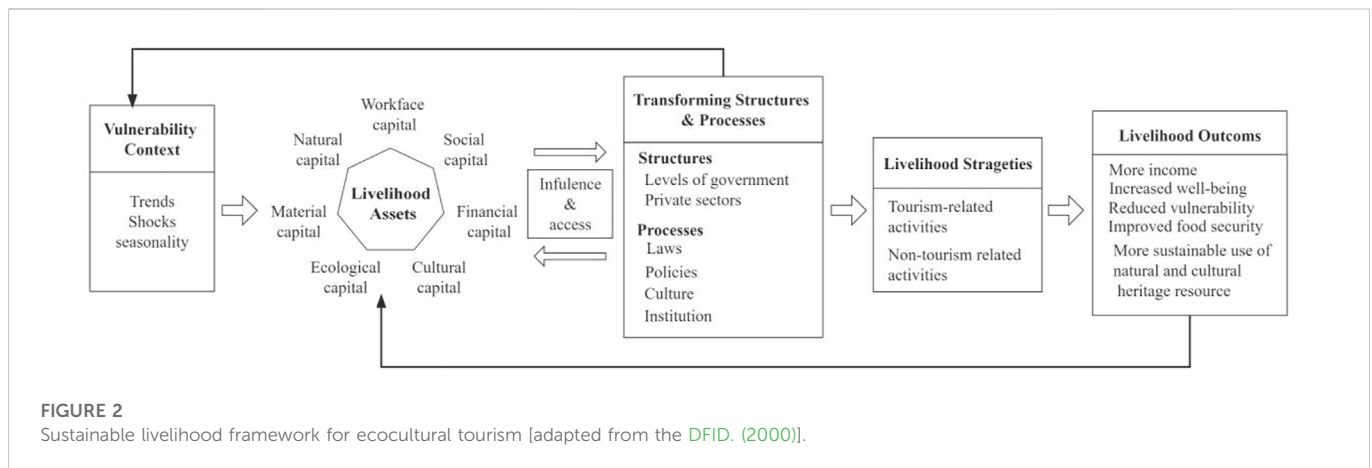 Vulnerability
Context
Trends
Shocks
seasonality
Workface
capital
Natural
capital
Social
capital
Livelihood
Assets
Material
capital
Financial
capital
Ecological
capital
Cultural
capital
Infulence
&
access
Transforming Structures
& Processes
Structures
Levels of government
Private sectors
Processes
Laws
Policies
Culture
Institution
Livelihood Strageties
Tourism-related
activities
Non-tourism related
activities
Livelihood Outcoms
More income
Increased well-being
Reduced vulnerability
Improved food security
More sustainable use of
natural and cultural
heritage resource
FIGURE 2
Sustainable livelihood framework for ecocultural tourism [adapted from the DFID. (2000)].